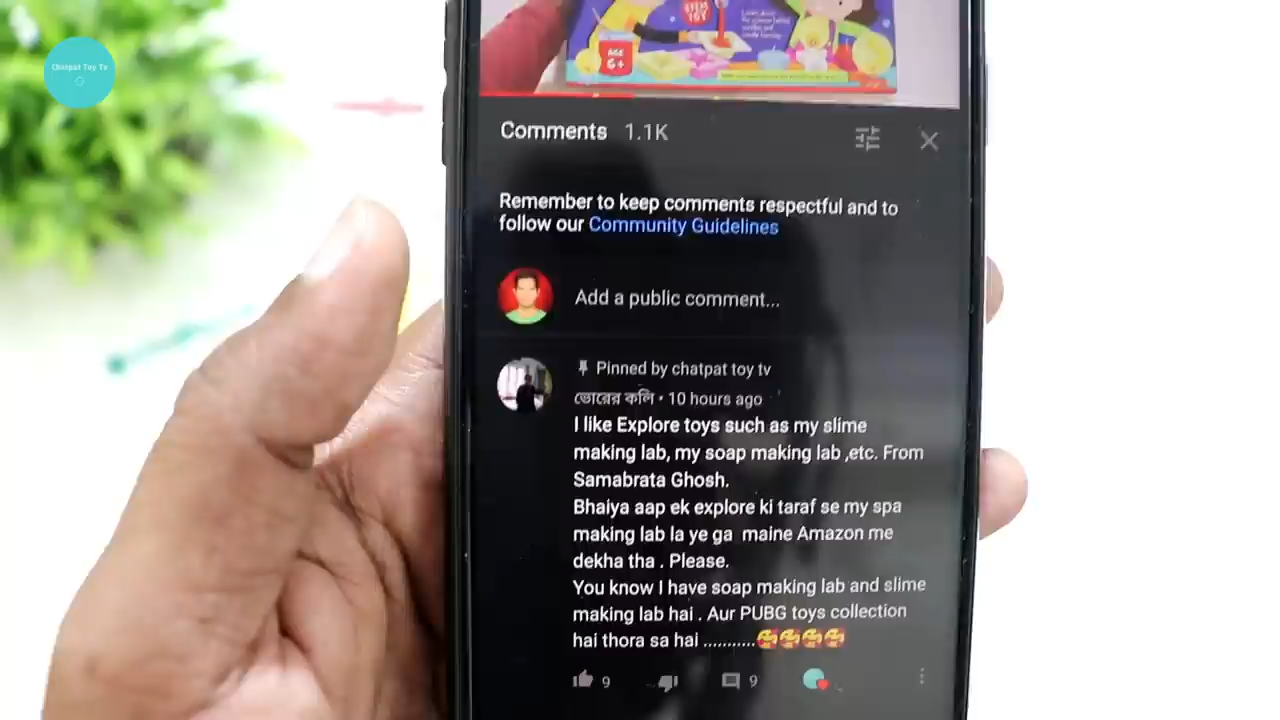 Chatpat Toy Tv
STEM
TOY
AGE
6+
Comments 1.1K
Remember to keep comments respectful and to
follow our Community Guidelines
Add a public comment...
Pinned by chatpat toy tv
ভোরের কলি • 10 hours ago
I like Explore toys such as my slime
making lab, my soap making lab ,etc. From
Samabrata Ghosh.
Bhaiya aap ek explore ki taraf se my spa
making lab la ye ga maine Amazon me
dekha tha . Please.
You know I have soap making lab and slime
making lab hai . Aur PUBG toys collection
hai thora sa hai ...........🥰🥰🥰🥰
9 9